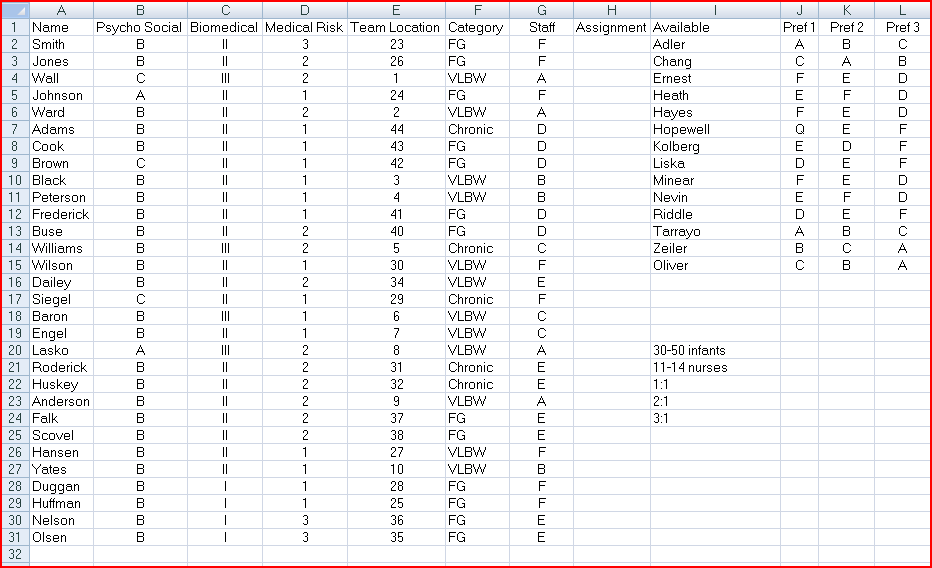 A B C D E F G H I J K L
1 Name Psycho Social Biomedical Medical Risk Team Location Category Staff Assignment Available Pref 1 Pref 2 Pref 3
2 Smith B II 3 23 FG F Adler A B C
3 Jones B II 2 26 FG F Chang C A B
4 Wall C III 2 1 VLBW A Ernest F E D
5 Johnson A II 1 24 FG F Heath E F D
6 Ward B II 2 2 VLBW A Hayes F E D
7 Adams B II 1 44 Chronic D Hopewell Q E F
8 Cook B II 1 43 FG D Kolberg E D F
9 Brown C II 1 42 FG D Liska D E F
10 Black B II 1 3 VLBW B Minear F E D
11 Peterson B II 1 4 VLBW B Nevin E F D
12 Frederick B II 1 41 FG D Riddle D E F
13 Buse B II 2 40 FG D Tarrayo A B C
14 Williams B III 2 5 Chronic C Zeiler B C A
15 Wilson B II 1 30 VLBW F Oliver C B A
16 Dailey B II 2 34 VLBW E
17 Siegel C II 1 29 Chronic F
18 Baron B III 1 6 VLBW C
19 Engel B II 1 7 VLBW C
20 Lasko A III 2 8 VLBW A 30-50 infants
21 Roderick B II 2 31 Chronic E 11-14 nurses
22 Huskey B II 2 32 Chronic E 1:1
23 Anderson B II 2 9 VLBW A 2:1
24 Falk B II 2 37 FG E 3:1
25 Scovel B II 2 38 FG E
26 Hansen B II 1 27 VLBW F
27 Yates B II 1 10 VLBW B
28 Duggan B I 1 28 FG F
29 Huffman B I 1 25 FG F
30 Nelson B I 3 36 FG E
31 Olsen B I 3 35 FG E
32